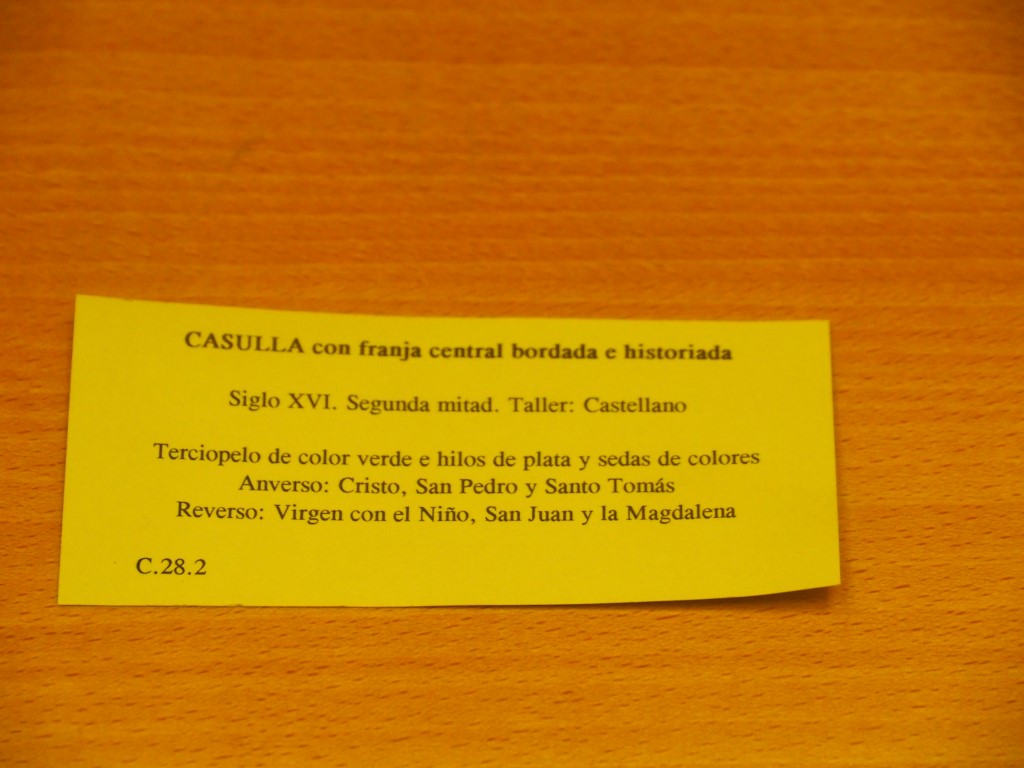 CASULLA con franja central bordada e historiada
Siglo XVI. Segunda mitad. Taller: Castellano
Terciopelo de color verde e hilos de plata y sedas de colores
Anverso: Cristo, San Pedro y Santo Tomás
Reverso: Virgen con el Niño, San Juan y la Magdalena
C.28.2